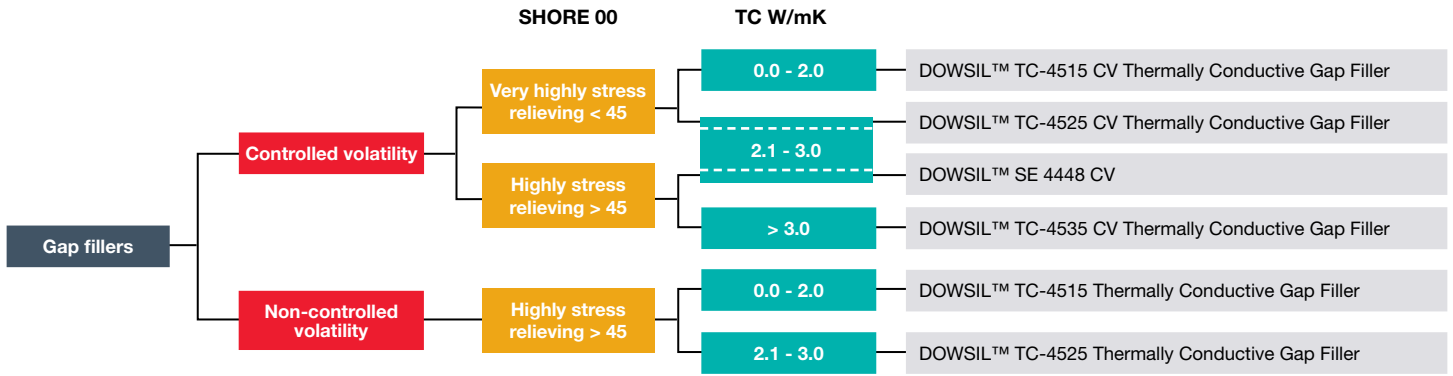 SHORE 00
TC W/mK
Gap fillers
Controlled volatility
Very highly stress
relieving < 45
0.0 - 2.0
DOWSIL™ TC-4515 CV Thermally Conductive Gap Filler
DOWSIL™ TC-4525 CV Thermally Conductive Gap Filler
2.1 - 3.0
Highly stress
relieving > 45
DOWSIL™ SE 4448 CV
> 3.0
DOWSIL™ TC-4535 CV Thermally Conductive Gap Filler
Non-controlled
volatility
Highly stress
relieving > 45
0.0 - 2.0
DOWSIL™ TC-4515 Thermally Conductive Gap Filler
2.1 - 3.0
DOWSIL™ TC-4525 Thermally Conductive Gap Filler